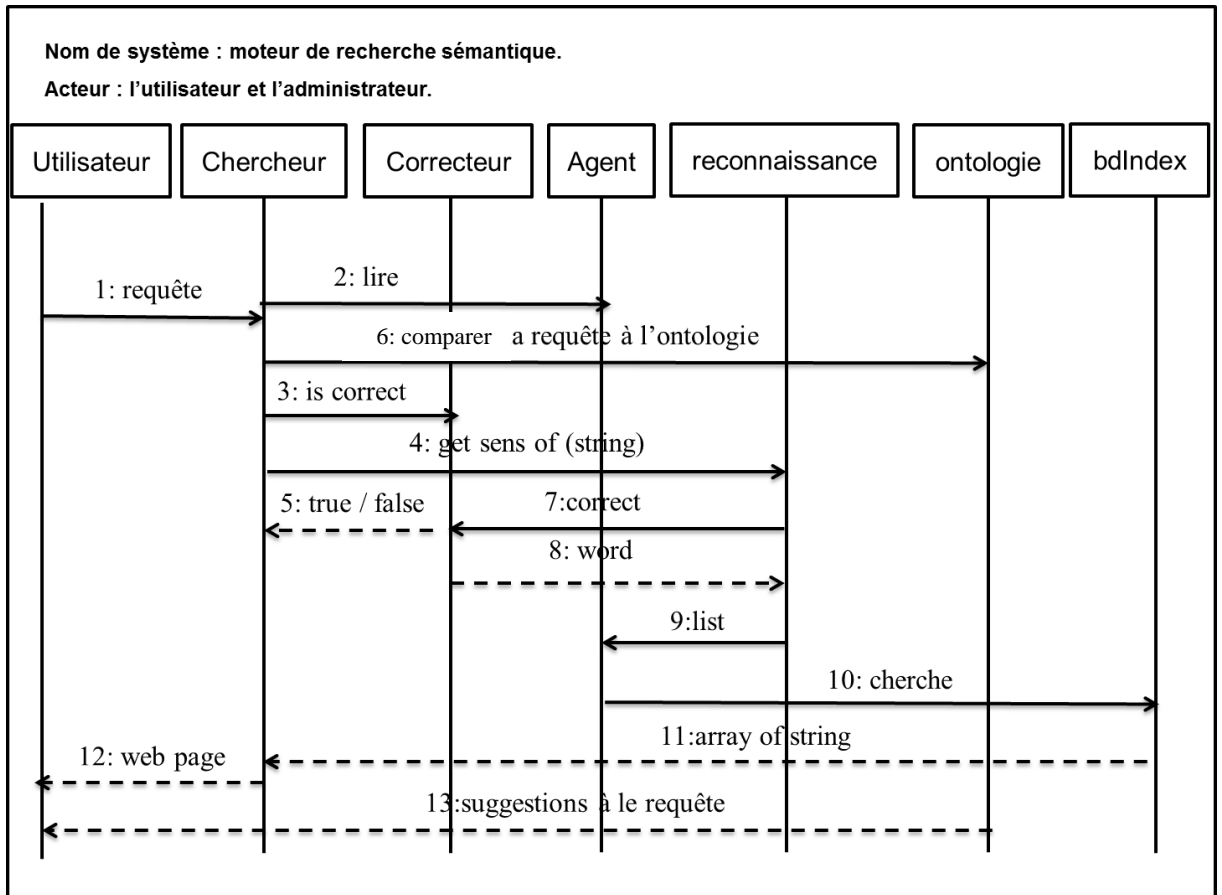 Nom de système : moteur de recherche sémantique.
Acteur : l'utilisateur et l'administrateur.
Utilisateur
Chercheur
Correcteur
Agent
reconnaissance
ontologie
bdIndex
2: lire
1: requête
6: comparer a requête à l'ontologie
3: is correct
4: get sens of (string)
5: true / false
7:correct
8: word
9:list
10: cherche
11:array of string
12: web page
13:suggestions à le requête